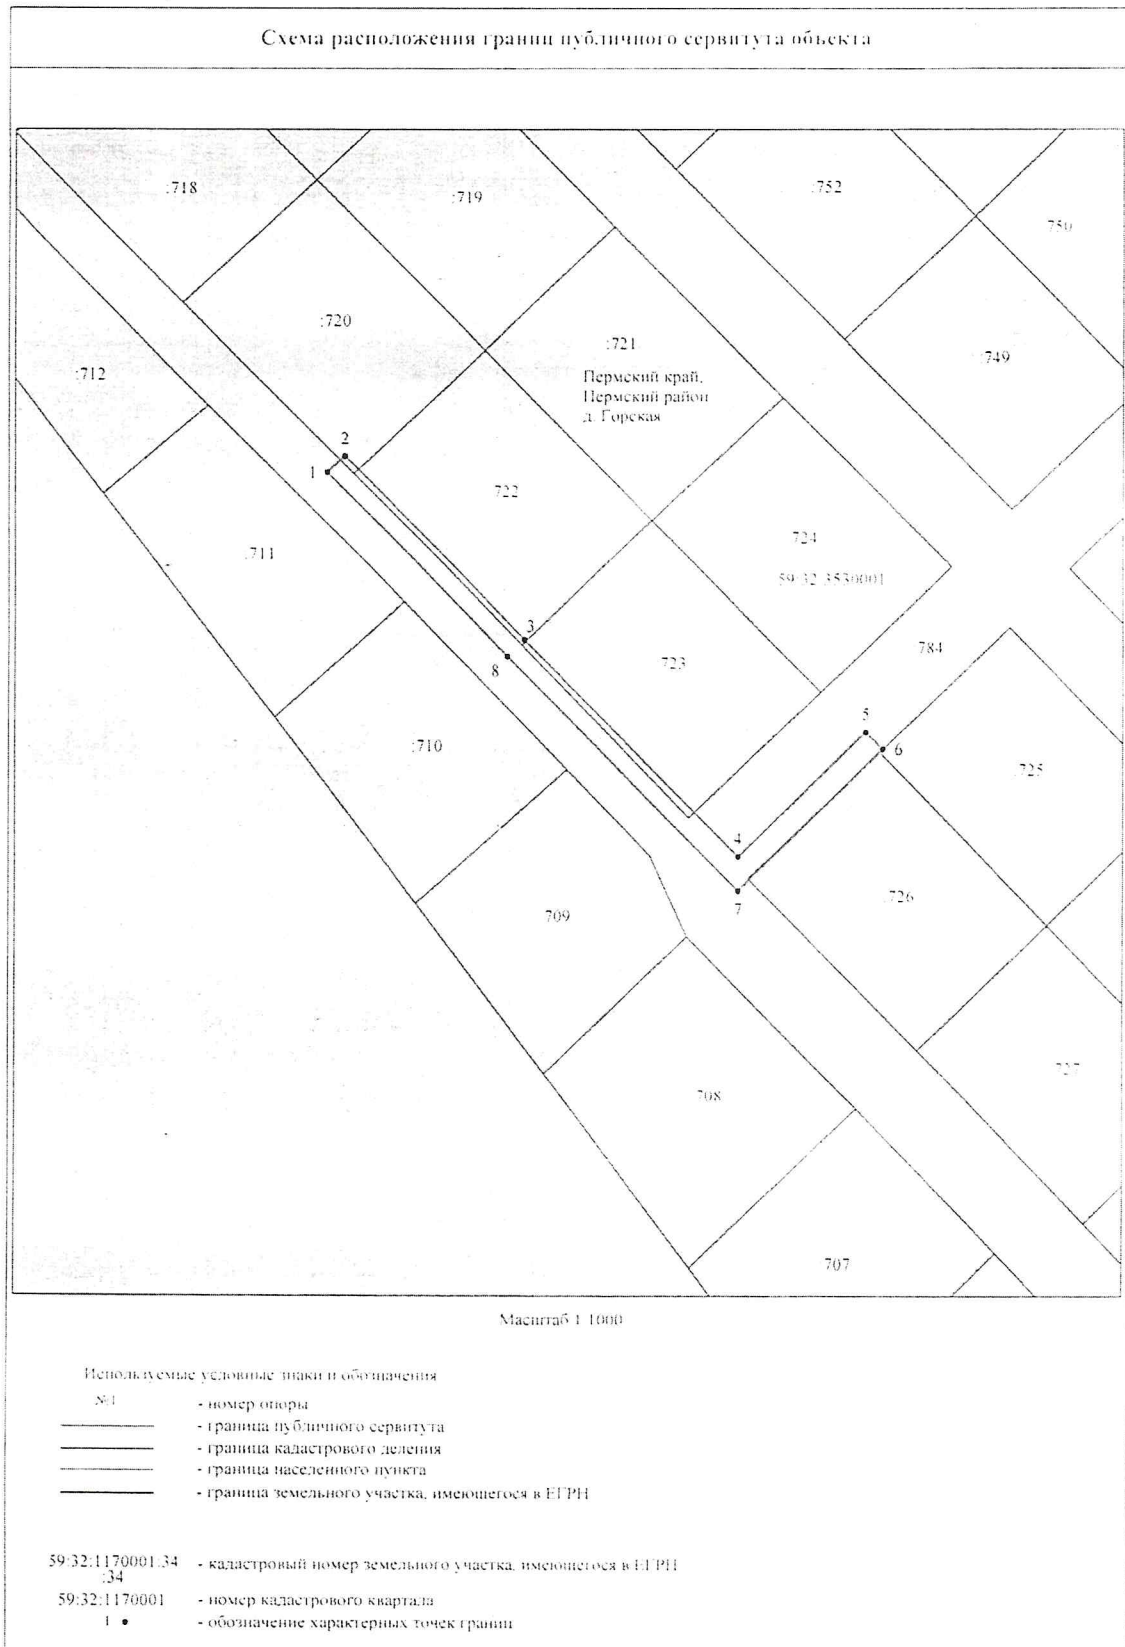 Схема расположения границ публичного сервитута объекта
:718
:719
:752
750
:720
:721
:749
:712
Пермский край,
Пермский район
д. Горская
2
1
722
724
:711
59:32:3530001
3
784
8
723
5
6
:710
:725
4
7
:726
709
727
708
707
Масштаб 1:1000
Используемые условные знаки и обозначения
№1 - номер опоры
- граница публичного сервитута
- граница кадастрового деления
- граница населенного пункта
- граница земельного участка, имеющегося в ЕГРН
59:32:1170001:34 - кадастровый номер земельного участка, имеющегося в ЕГРН
:34
59:32:1170001 - номер кадастрового квартала
1 • - обозначение характерных точек границ